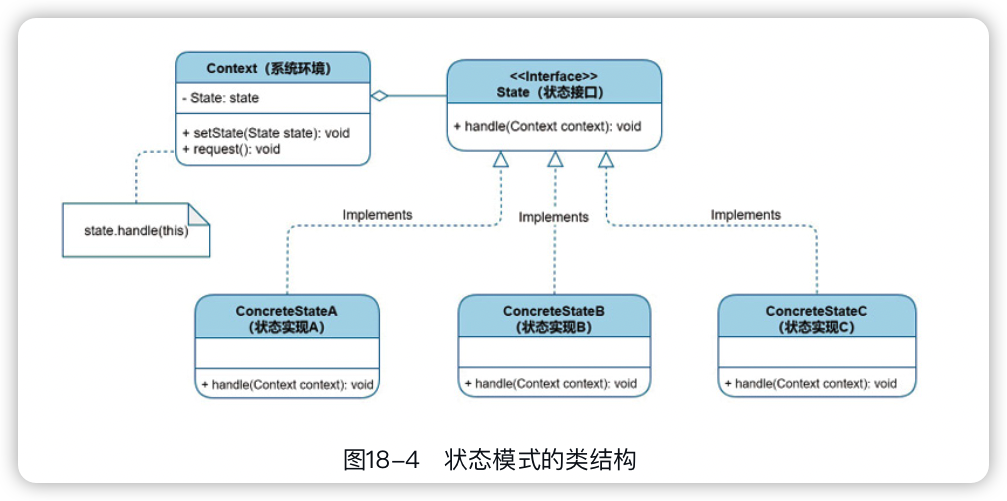 Context（系统环境）
- State: state
+ setState(State state): void
+ request(): void
<<Interface>>
State（状态接口）
+ handle(Context context): void
state.handle(this)
Implements
Implements
Implements
ConcreteStateA
（状态实现A）
+ handle(Context context): void
ConcreteStateB
（状态实现B）
+ handle(Context context): void
ConcreteStateC
（状态实现C）
+ handle(Context context): void
图18-4 状态模式的类结构